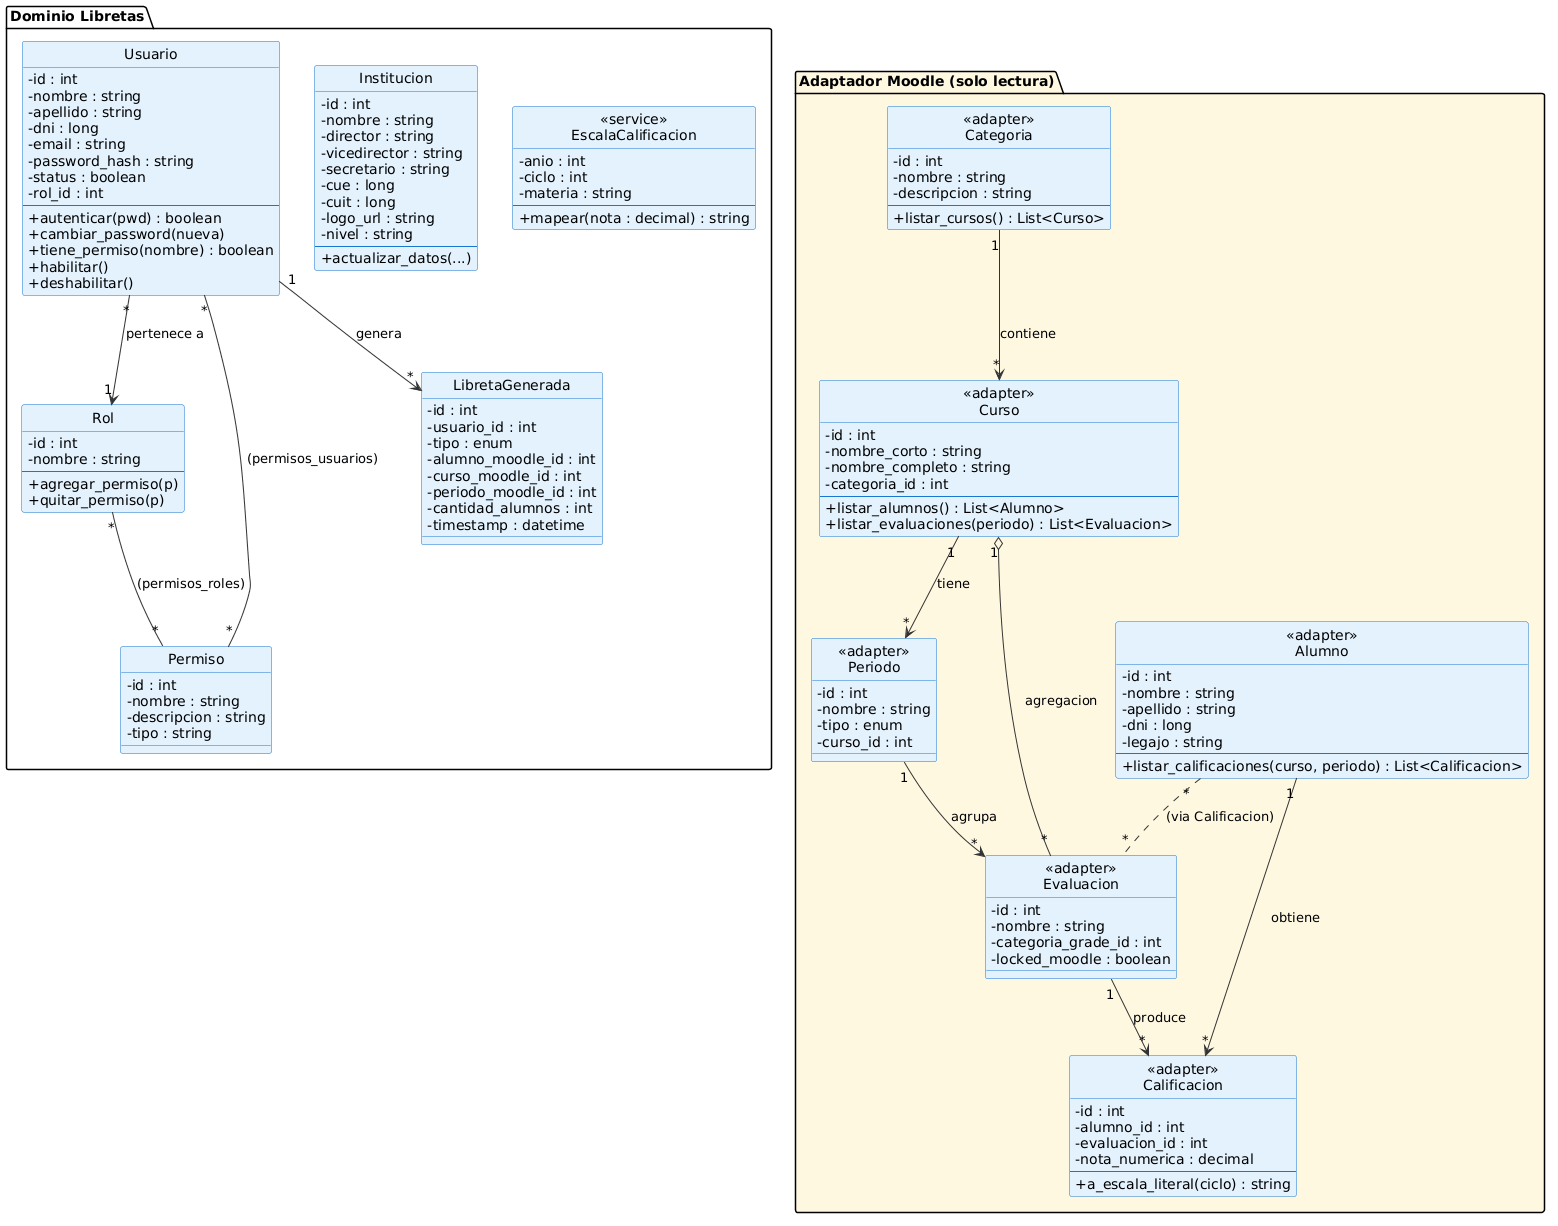 Dominio Libretas
Usuario
-id : int
-nombre : string
-apellido : string
-dni : long
-email : string
-password_hash : string
-status : boolean
-rol_id : int
+autenticar(pwd) : boolean
+cambiar_password(nueva)
+tiene_permiso(nombre) : boolean
+habilitar()
+deshabilitar()
Institucion
-id : int
-nombre : string
-director : string
-vicedirector : string
-secretario : string
-cue : long
-cuit : long
-logo_url : string
-nivel : string
+actualizar_datos(...)
«service»
EscalaCalificacion
-anio : int
-ciclo : int
-materia : string
+mapear(nota : decimal) : string
*
pertenece a
1
*
(permisos_usuarios)
*
1
genera
*
Rol
-id : int
-nombre : string
+agregar_permiso(p)
+quitar_permiso(p)
LibretaGenerada
-id : int
-usuario_id : int
-tipo : enum
-alumno_moodle_id : int
-curso_moodle_id : int
-periodo_moodle_id : int
-cantidad_alumnos : int
-timestamp : datetime
*
(permisos_roles)
*
Permiso
-id : int
-nombre : string
-descripcion : string
-tipo : string
Adaptador Moodle (solo lectura)
«adapter»
Categoria
-id : int
-nombre : string
-descripcion : string
+listar_cursos() : List<Curso>
1
contiene
*
«adapter»
Curso
-id : int
-nombre_corto : string
-nombre_completo : string
-categoria_id : int
+listar_alumnos() : List<Alumno>
+listar_evaluaciones(periodo) : List<Evaluacion>
1
tiene
*
1
agregacion
*
«adapter»
Periodo
-id : int
-nombre : string
-tipo : enum
-curso_id : int
«adapter»
Alumno
-id : int
-nombre : string
-apellido : string
-dni : long
-legajo : string
+listar_calificaciones(curso, periodo) : List<Calificacion>
1
agrupa
*
*
(via Calificacion)
*
1
obtiene
*
«adapter»
Evaluacion
-id : int
-nombre : string
-categoria_grade_id : int
-locked_moodle : boolean
1
produce
*
«adapter»
Calificacion
-id : int
-alumno_id : int
-evaluacion_id : int
-nota_numerica : decimal
+a_escala_literal(ciclo) : string